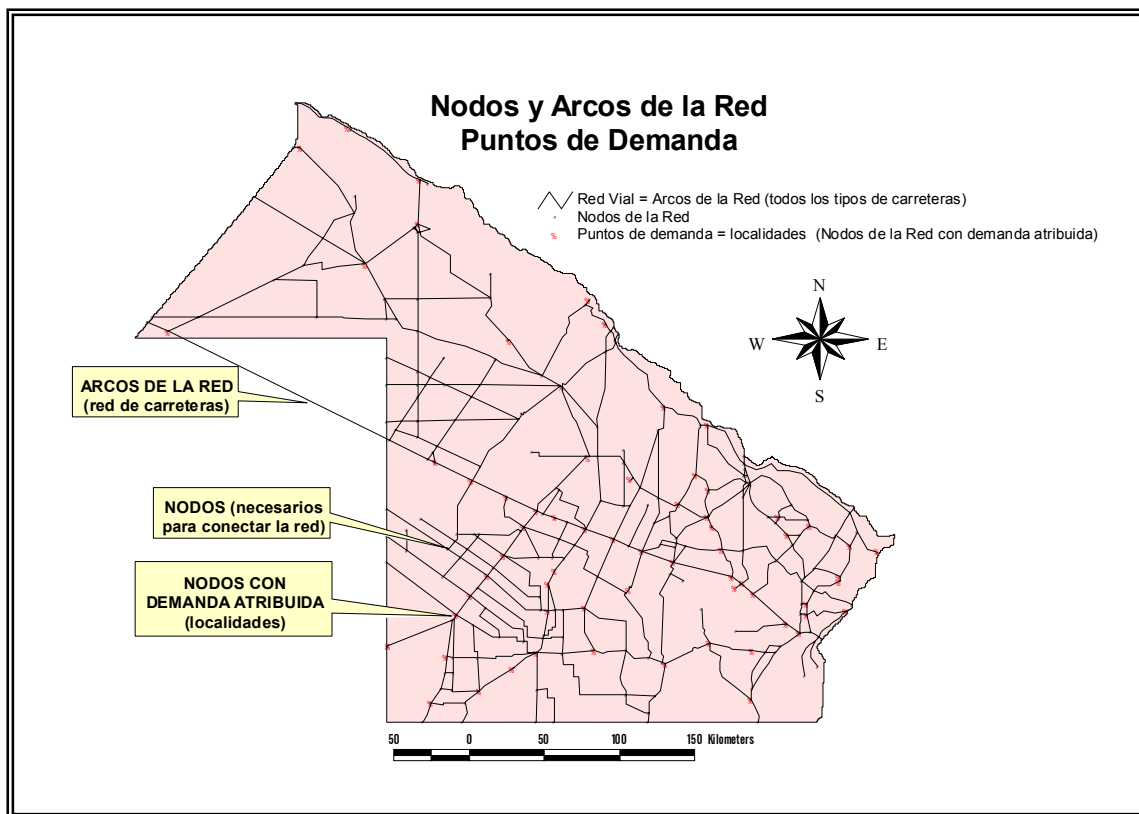 Nodos y Arcos de la Red
Puntos de Demanda
Red Vial = Arcos de la Red (todos los tipos de carreteras)
Nodos de la Red
Puntos de demanda = localidades (Nodos de la Red con demanda atribuida)
N
W
E
S
ARCOS DE LA RED
(red de carreteras)
NODOS (necesarios
para conectar la red)
NODOS CON
DEMANDA ATRIBUIDA
(localidades)
50 0 50 100 150 Kilometers